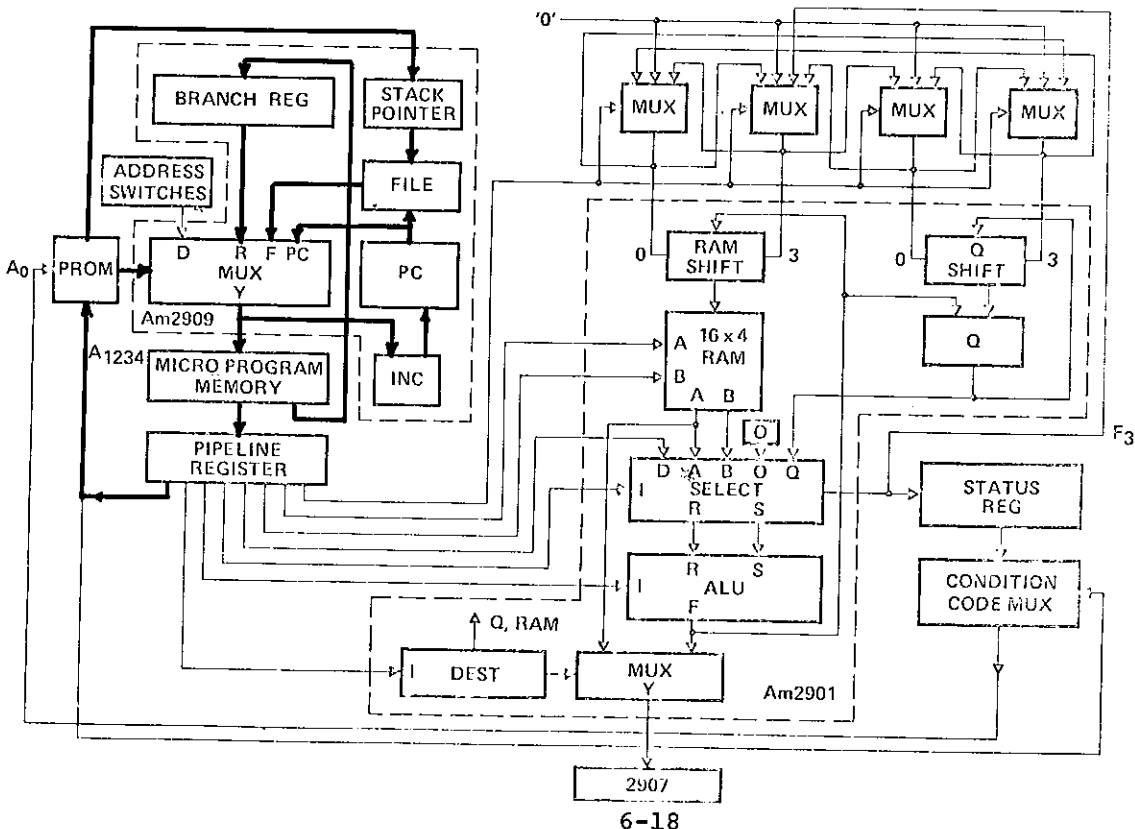 '0'
BRANCH REG
STACK
POINTER
MUX
MUX
MUX
MUX
ADDRESS
SWITCHES
FILE
D R F PC
MUX
Y
PC
A0
PROM
Am2909
A1234
MICRO PROGRAM
MEMORY
INC
PIPELINE
REGISTER
0
RAM
SHIFT
3
0
Q
SHIFT
3
16 x 4
RAM
A
B
A B
Q
O
D A B O Q
I
SELECT
R S
F3
STATUS
REG
R S
I
ALU
F
CONDITION
CODE MUX
Q, RAM
I
DEST
MUX
Y
Am2901
2907
6-18